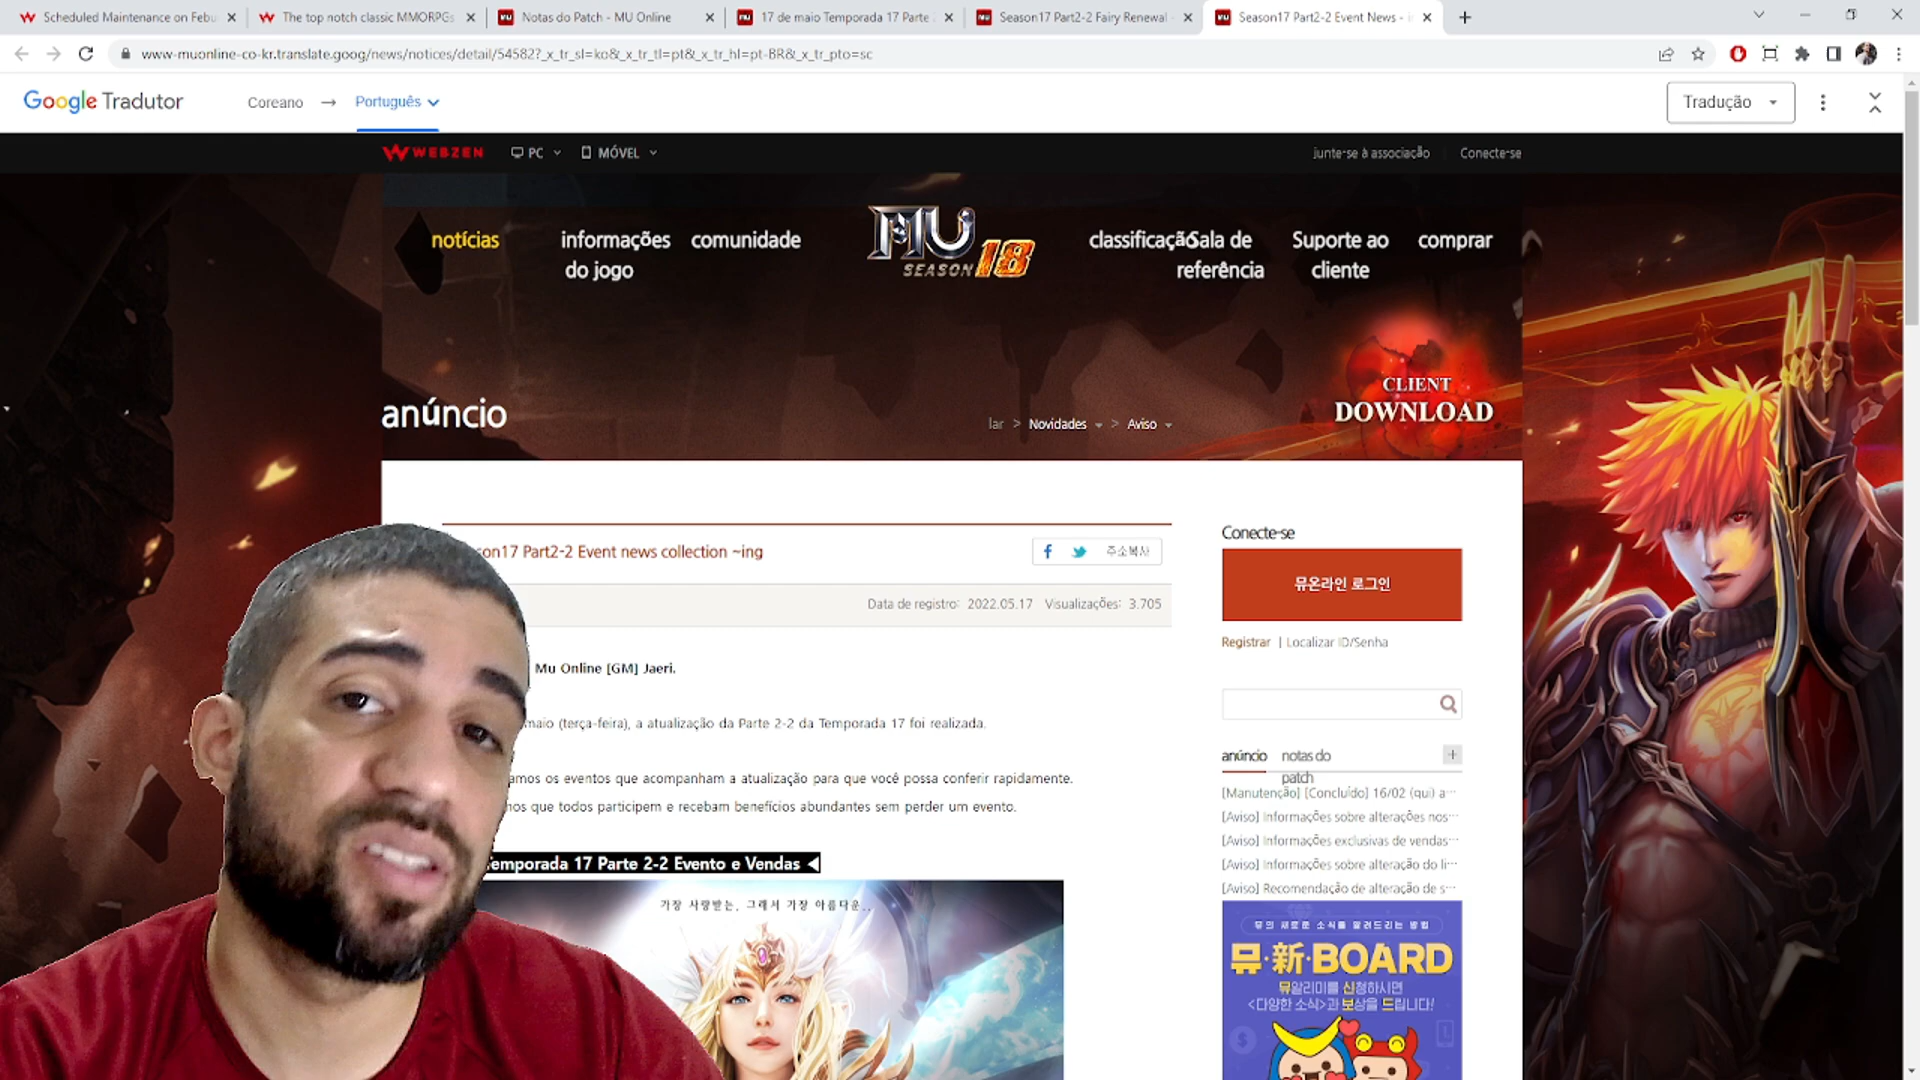 Scheduled Maintenance on Febu
The top notch classic MMORPGs
Notas do Patch - MU Online
17 de maio Temporada 17 Parte
Season17 Part2-2 Fairy Renewal
Season17 Part2-2 Event News -
www-muonline-co-kr.translate.goog/news/notices/detail/54582?_x_tr_sl=ko&_x_tr_tl=pt&_x_tr_hl=pt-BR&_x_tr_pto=sc
Google Tradutor
Coreano → Português
Tradução
WEBZEN
PC
MÓVEL
junte-se à associação
Conecte-se
notícias
informações
do jogo
comunidade
MU
SEASON 18
classificação
Sala de
referência
Suporte ao
cliente
comprar
CLIENT
DOWNLOAD
anúncio
lar > Novidades > Aviso
son17 Part2-2 Event news collection ~ing
주소복사
Data de registro: 2022.05.17 Visualizações: 3.705
Mu Online [GM] Jaeri.
maio (terça-feira), a atualização da Parte 2-2 da Temporada 17 foi realizada.
amos os eventos que acompanham a atualização para que você possa conferir rapidamente.
nos que todos participem e recebam benefícios abundantes sem perder um evento.
Temporada 17 Parte 2-2 Evento e Vendas ◀
가장 사랑받는, 그래서 가장 아름다운..
Conecte-se
뮤온라인 로그인
Registrar | Localizar ID/Senha
anúncio
notas do
patch
+
[Manutenção] [Concluído] 16/02 (qui) a···
[Aviso] Informações sobre alterações nos···
[Aviso] Informações exclusivas de vendas···
[Aviso] Informações sobre alteração do li···
[Aviso] Recomendação de alteração de s···
뮤의 새로운 소식을 알려드리는 방법
뮤·新·BOARD
뮤알리미를 신청하시면
<다양한 소식>과 보상을 드립니다!